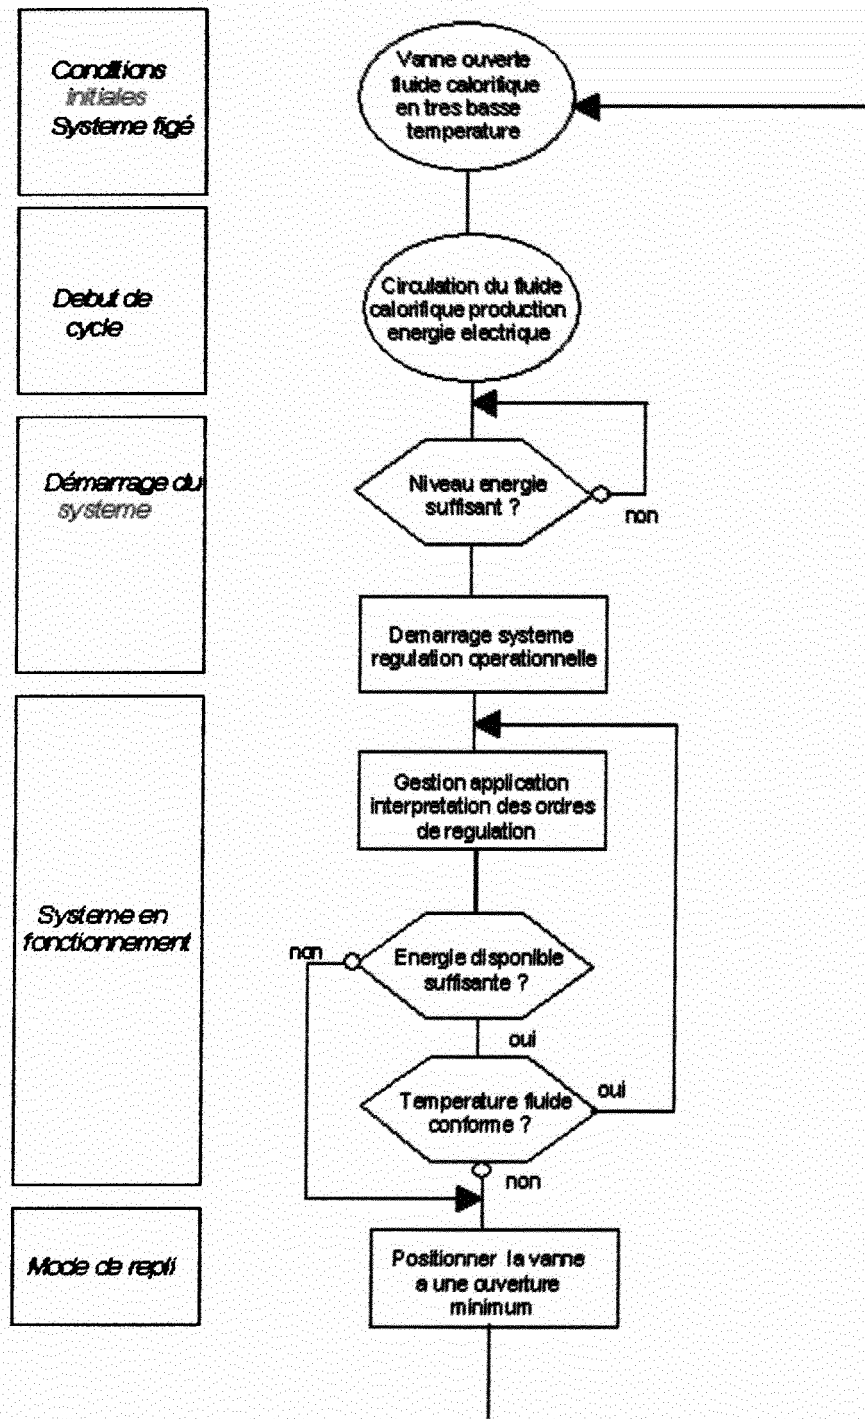 Conditions
initiales
Systeme figé
Vanne ouverte
fluide calorifique
en tres basse
temperature
Debut de
cycle
Circulation du fluide
calorifique production
energie electrique
Démarrage du
systeme
Niveau energie
suffisant ?
non
Demarrage systeme
regulation operationnelle
Gestion application
interpretation des ordres
de regulation
Systeme en
fonctionnement
non
Energie disponible
suffisante ?
oui
Temperature fluide
conforme ?
oui
non
Mode de repli
Positionner la vanne
a une ouverture
minimum